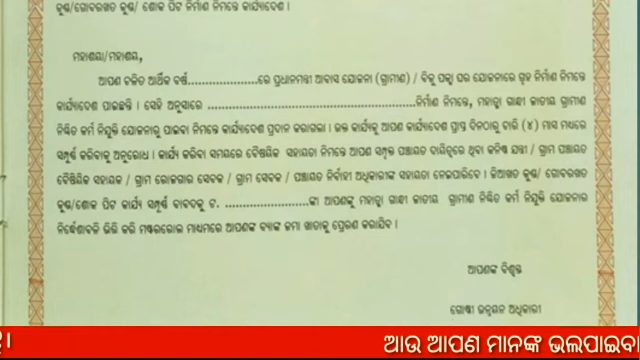 କୁଣ୍ଡ/ଗୋବରଖତ କୁଣ୍ଡ/ ଶୋକ ପିଟ ନିର୍ମାଣ ନିମନ୍ତେ କାର୍ଯ୍ୟାଦେଶ ।
ମହାଶୟା/ମହାଶୟ,
ଆପଣ ଚଳିତ ଆର୍ଥିକ ବର୍ଷ....................ରେ ପ୍ରଧାନମନ୍ତ୍ରୀ ଆବାସ ଯୋଜନା (ଗ୍ରାମୀଣ) / ବିଜୁ ପକ୍କା ଘର ଯୋଜନାରେ ଗୃହ ନିର୍ମାଣ ନିମନ୍ତେ
କାର୍ଯ୍ୟାଦେଶ ପାଇଛନ୍ତି । ସେହି ଅନୁସାରେ ............................................................ନିର୍ମାଣ ନିମନ୍ତେ, ମହାତ୍ମା ଗାନ୍ଧୀ ଜାତୀୟ ଗ୍ରାମୀଣ
ନିଶ୍ଚିତ କର୍ମ ନିଯୁକ୍ତି ଯୋଜନାରୁ ପାଇବା ନିମନ୍ତେ କାର୍ଯ୍ୟାଦେଶ ପ୍ରଦାନ କରାଗଲା । ଉକ୍ତ କାର୍ଯ୍ୟକୁ ଆପଣ କାର୍ଯ୍ୟାଦେଶ ପ୍ରାପ୍ତ ଦିନଠାରୁ ଚାରି (୪) ମାସ ମଧ୍ୟରେ
ସମ୍ପୂର୍ଣ୍ଣ କରିବାକୁ ଅନୁରୋଧ । କାର୍ଯ୍ୟ କରିବା ସମୟରେ ବୈଷୟିକ ସହାୟତା ନିମନ୍ତେ ଆପଣ ସମ୍ପୃକ୍ତ ପଞ୍ଚାୟତ ଦାୟିତ୍ୱରେ ଥିବା କନିଷ୍ଠ ଯନ୍ତ୍ରୀ / ଗ୍ରାମ ପଞ୍ଚାୟତ
ବୈଷୟିକ ସହାୟକ / ଗ୍ରାମ ରୋଜଗାର ସେବକ / ଗ୍ରାମ ସେବକ / ପଞ୍ଚାୟତ ନିର୍ବାହୀ ଅଧିକାରୀଙ୍କ ସହାୟତା ନେଇପାରିବେ । ଜିଆଖତ କୁଣ୍ଡ/ ଗୋବରଖତ
କୁଣ୍ଡ/ଶୋକ ପିଟ କାର୍ଯ୍ୟ ସମ୍ପୂର୍ଣ୍ଣ ବାବଦକୁ ଟ. ........................ଙ୍କା ଆପଣଙ୍କୁ ମହାତ୍ମା ଗାନ୍ଧୀ ଜାତୀୟ ଗ୍ରାମୀଣ ନିଶ୍ଚିତ କର୍ମ ନିଯୁକ୍ତି ଯୋଜନାର
ନିର୍ଦ୍ଧେଶାବଳି ଭିତ୍ତି କରି ମଷ୍ଟରରୋଲ ମାଧ୍ୟମରେ ଆପଣଙ୍କ ବ୍ୟାଙ୍କ ଜମା ଖାତାକୁ ପ୍ରେରଣ କରାଯିବ ।
ଆପଣଙ୍କ ବିଶ୍ୱସ୍ତ
ଗୋଷ୍ଠୀ ଉନ୍ନୟନ ଅଧିକାରୀ
ଆଉ ଆପଣ ମାନଙ୍କ ଭଲପାଇବା